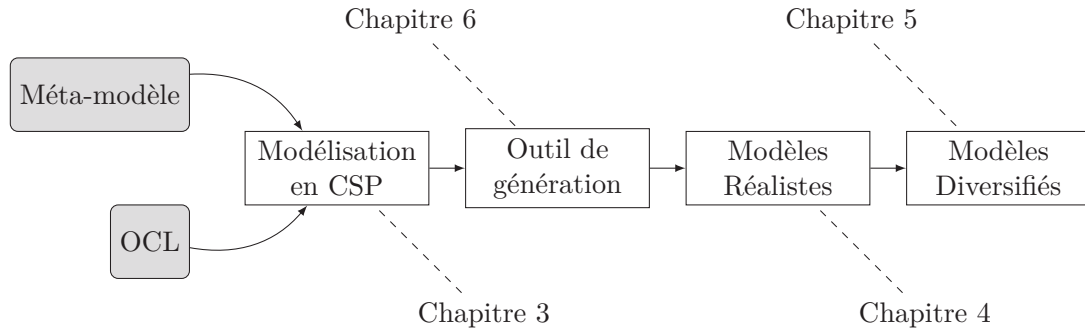 Chapitre 6
Chapitre 5
Méta-modèle
Modélisation
en CSP
Outil de
génération
Modèles
Réalistes
Modèles
Diversifiés
OCL
Chapitre 3
Chapitre 4